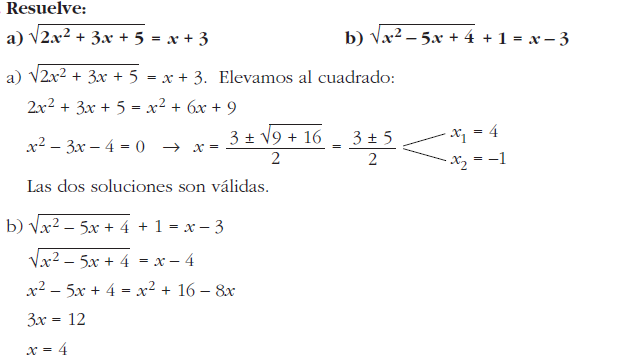 Resuelve:
a) √(2x² + 3x + 5) = x + 3    b) √(x² – 5x + 4) + 1 = x – 3
a) √(2x² + 3x + 5) = x + 3. Elevamos al cuadrado:
2x² + 3x + 5 = x² + 6x + 9
x² – 3x – 4 = 0 → x = (3 ± √(9 + 16))/2 = (3 ± 5)/2    x₁ = 4    x₂ = –1
Las dos soluciones son válidas.
b) √(x² – 5x + 4) + 1 = x – 3
√(x² – 5x + 4) = x – 4
x² – 5x + 4 = x² + 16 – 8x
3x = 12
x = 4